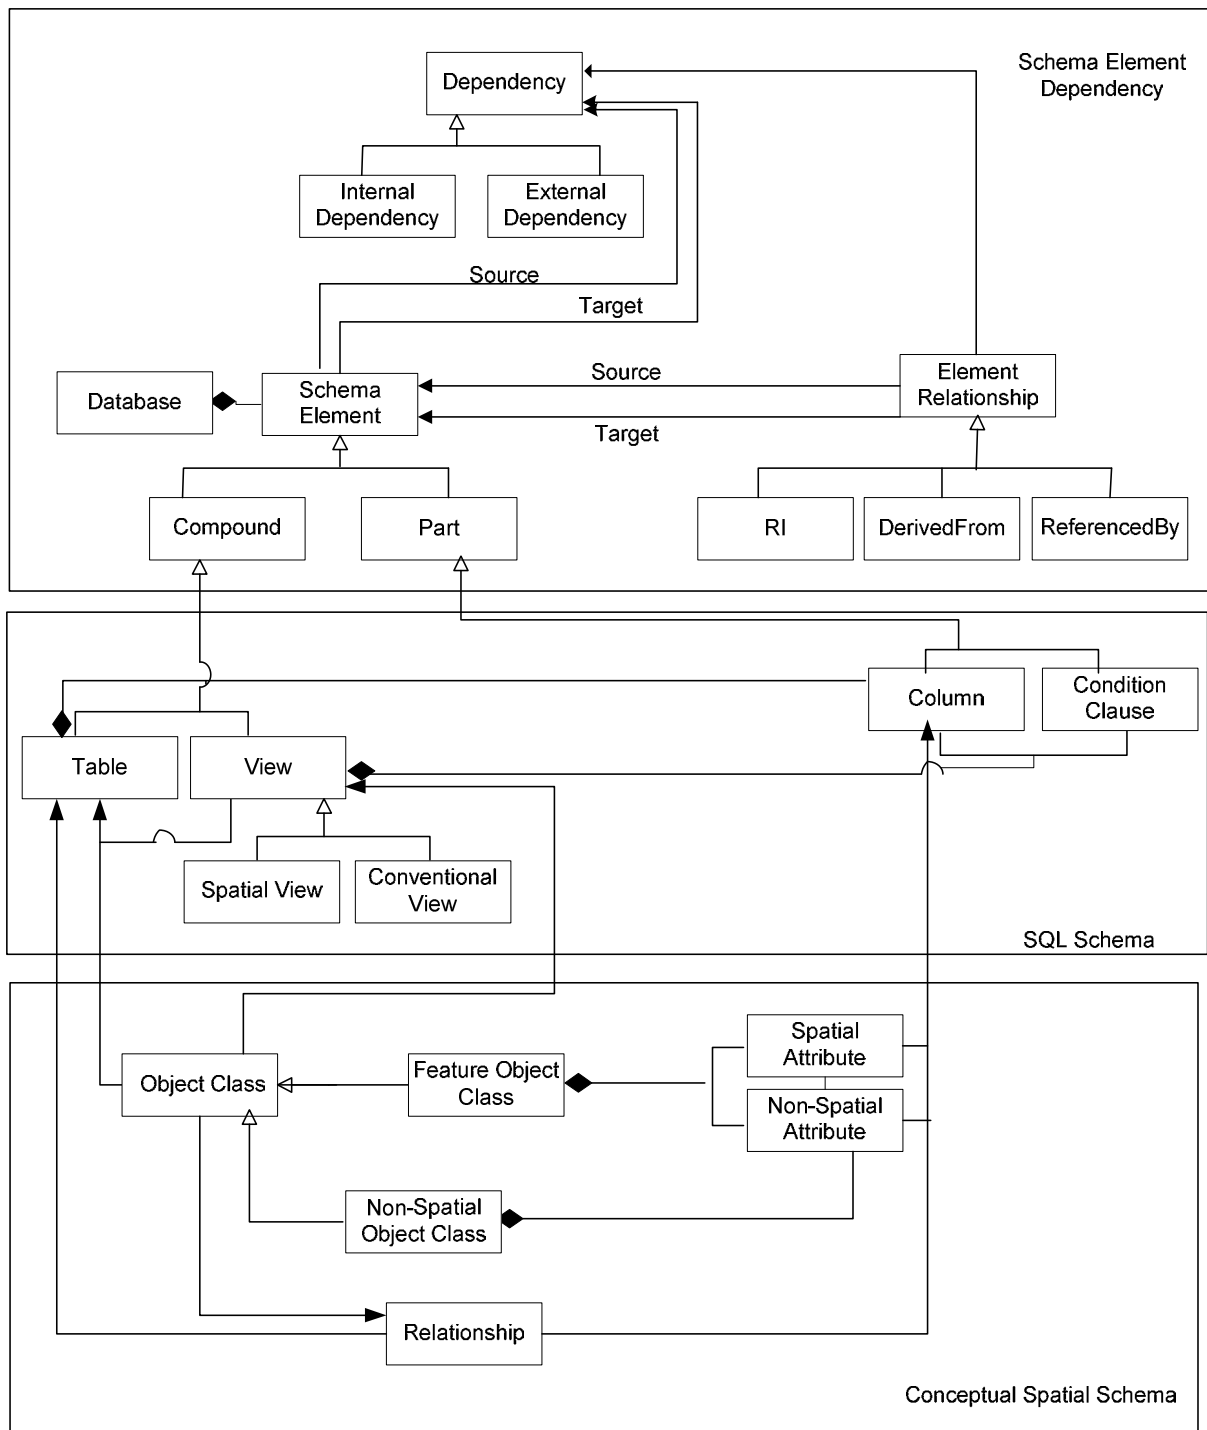 Schema Element
Dependency
Dependency
Internal
Dependency
External
Dependency
Source
Target
Database
Schema
Element
Source
Target
Element
Relationship
Compound
Part
RI
DerivedFrom
ReferencedBy
Column
Condition
Clause
Table
View
Spatial View
Conventional
View
SQL Schema
Object Class
Feature Object
Class
Spatial
Attribute
Non-Spatial
Attribute
Non-Spatial
Object Class
Relationship
Conceptual Spatial Schema